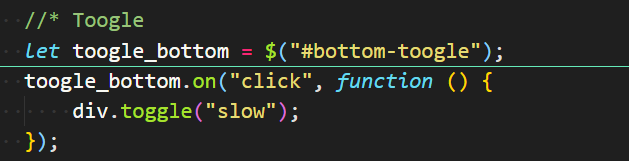 //* Toogle
let toogle_bottom = $("#bottom-toogle");
toogle_bottom.on("click", function () {
div.toggle("slow");
});